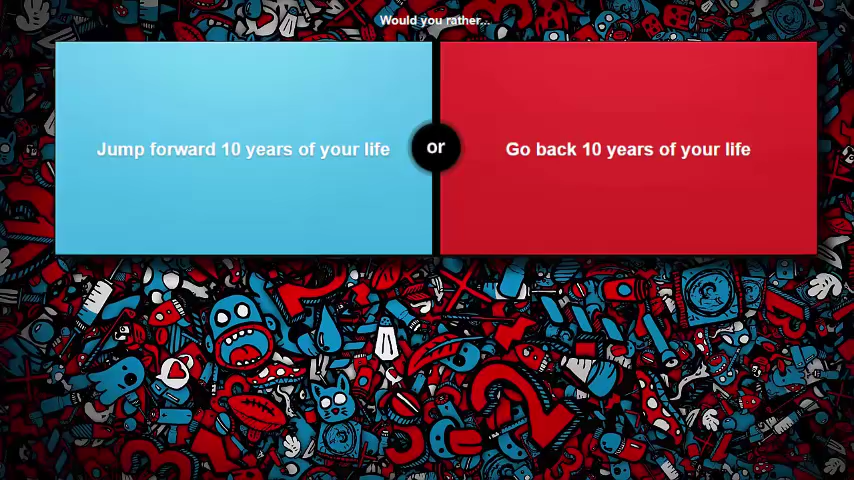 Would you rather...
Jump forward 10 years of your life
or
Go back 10 years of your life